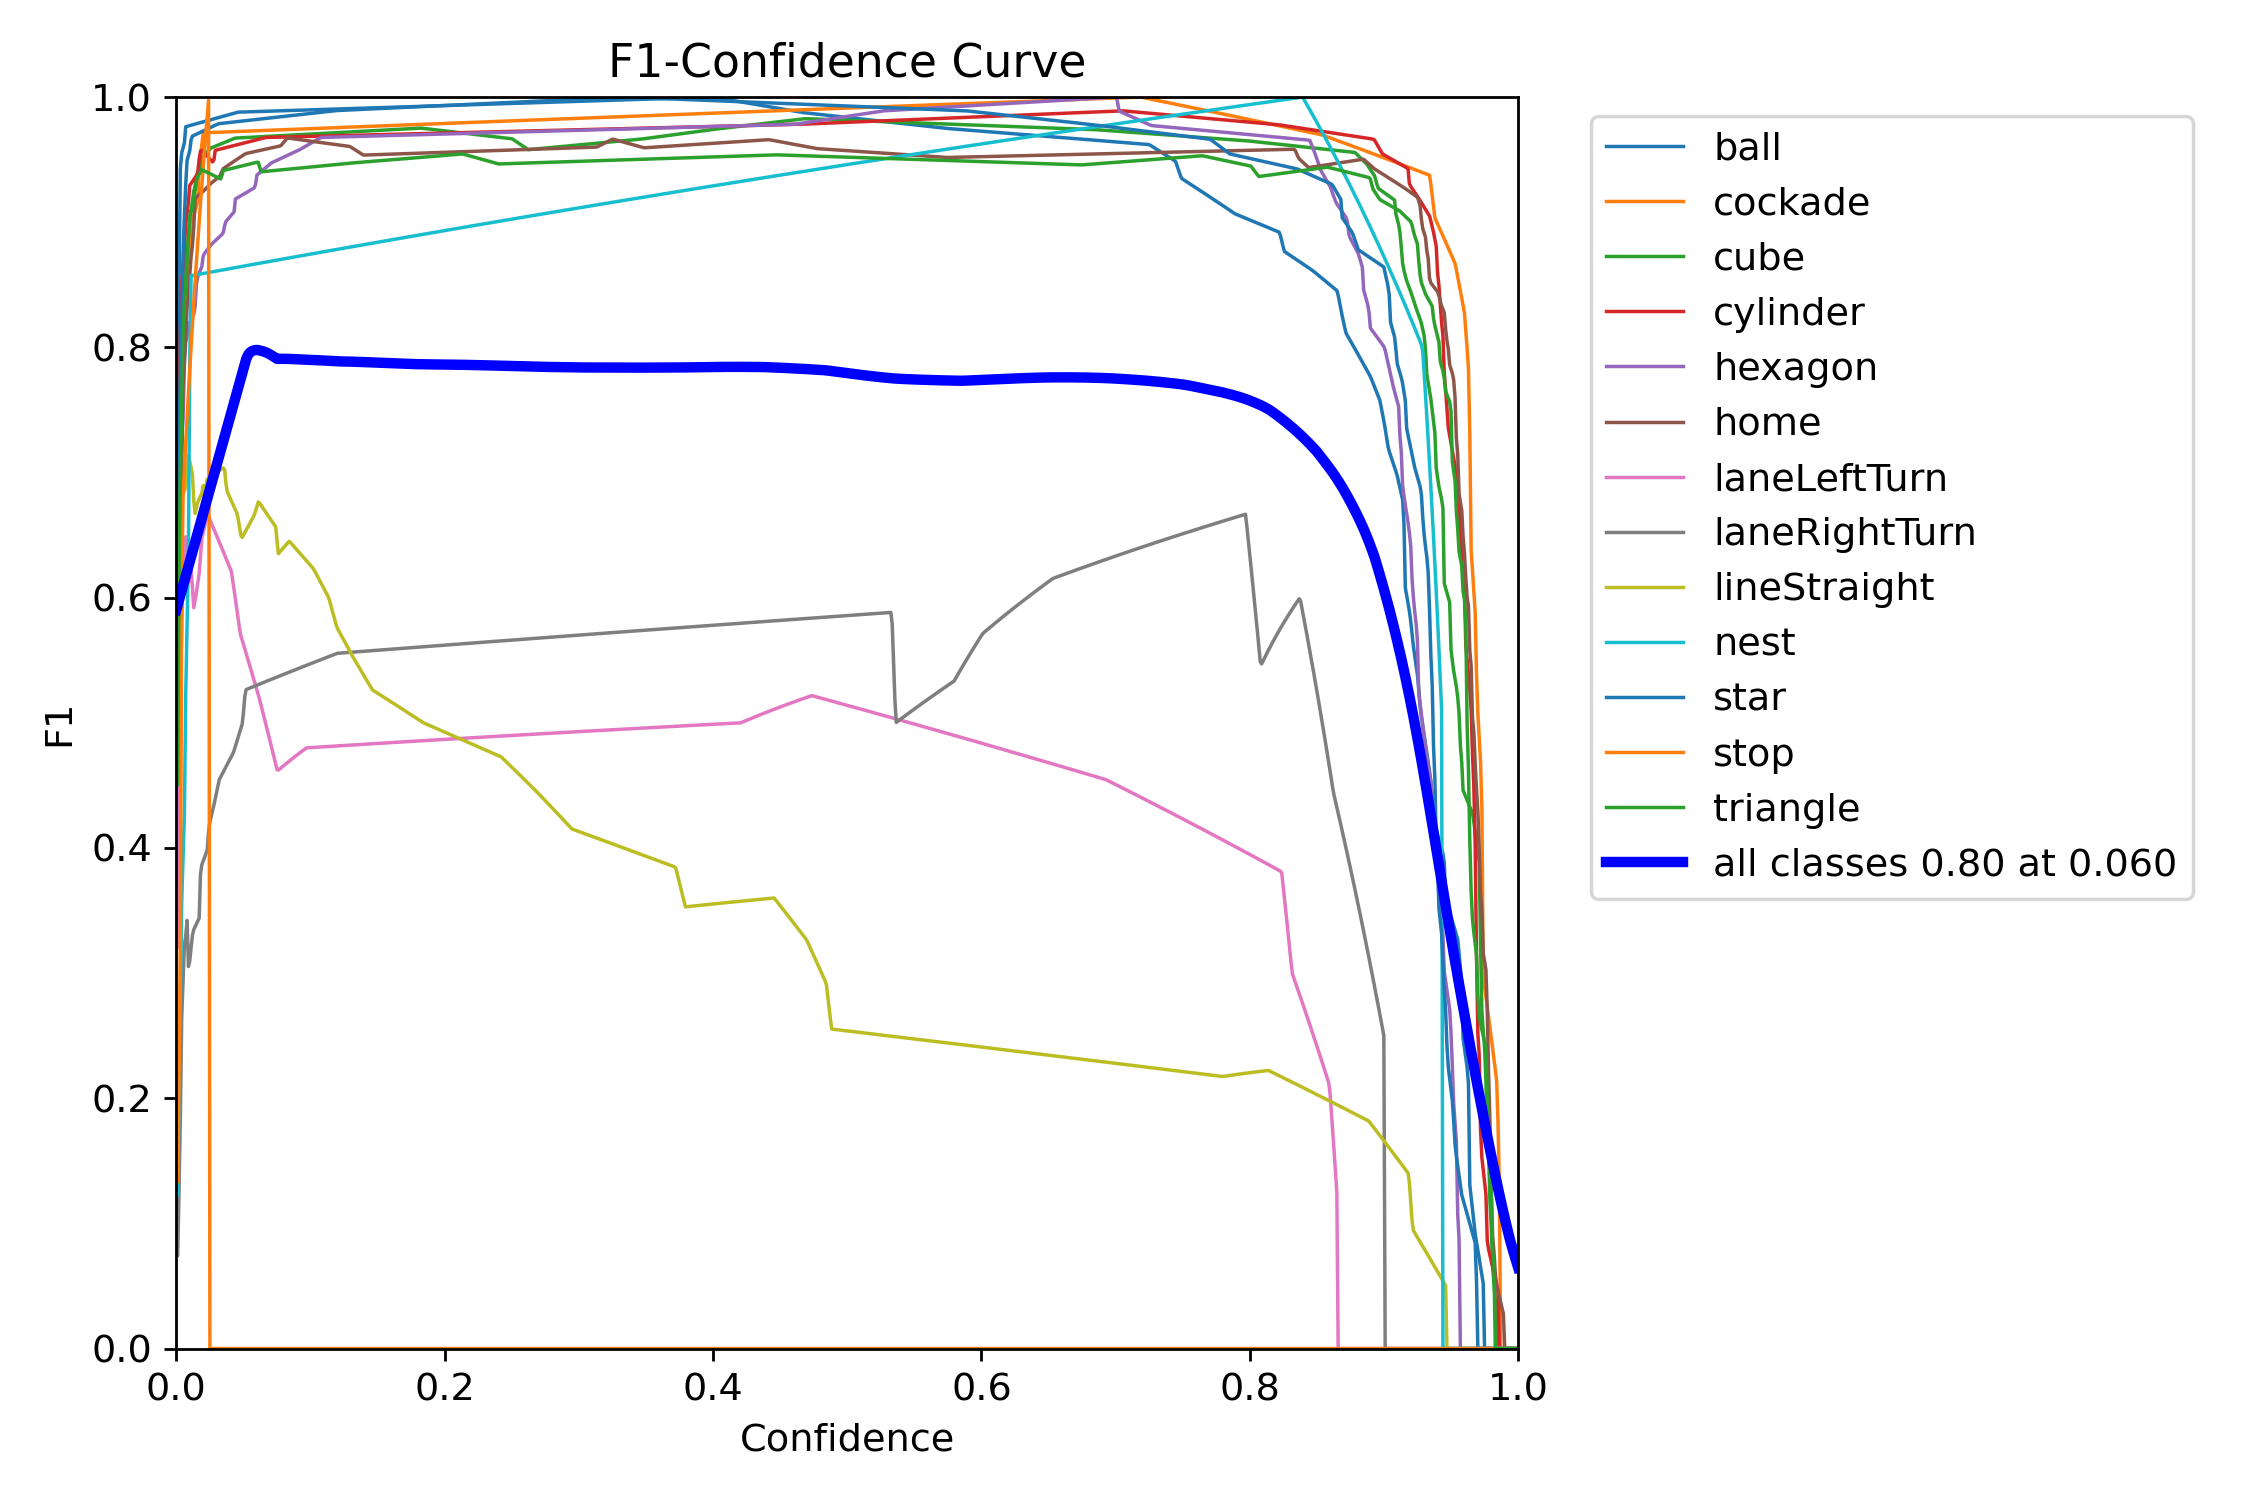 F1-Confidence Curve
1.0
0.8
0.6
0.4
0.2
0.0
F1
0.0 0.2 0.4 0.6 0.8 1.0
Confidence
ball
cockade
cube
cylinder
hexagon
home
laneLeftTurn
laneRightTurn
lineStraight
nest
star
stop
triangle
all classes 0.80 at 0.060